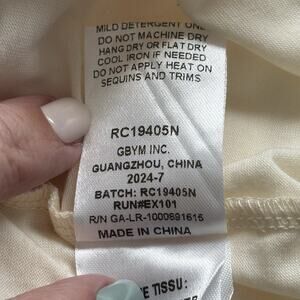 MILD DETERGENT ONL
DO NOT MACHINE DRY
HANG DRY OR FLAT DRY
COOL IRON IF NEEDED
DO NOT APPLY HEAT ON
SEQUINS AND TRIMS
RC19405N
GBYM INC.
GUANGZHOU, CHINA
2024-7
BATCH: RC19405N
RUN#EX101
R/N GA-LR-1000891615
MADE IN CHINA
E TISSU: